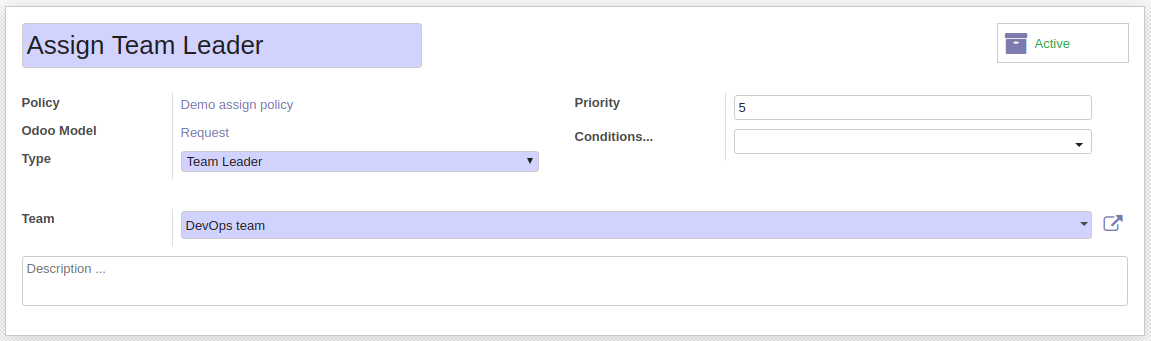 Assign Team Leader
Active
Policy
Demo assign policy
Odoo Model
Request
Type
Team Leader
Priority
5
Conditions...
Team
DevOps team
Description ...